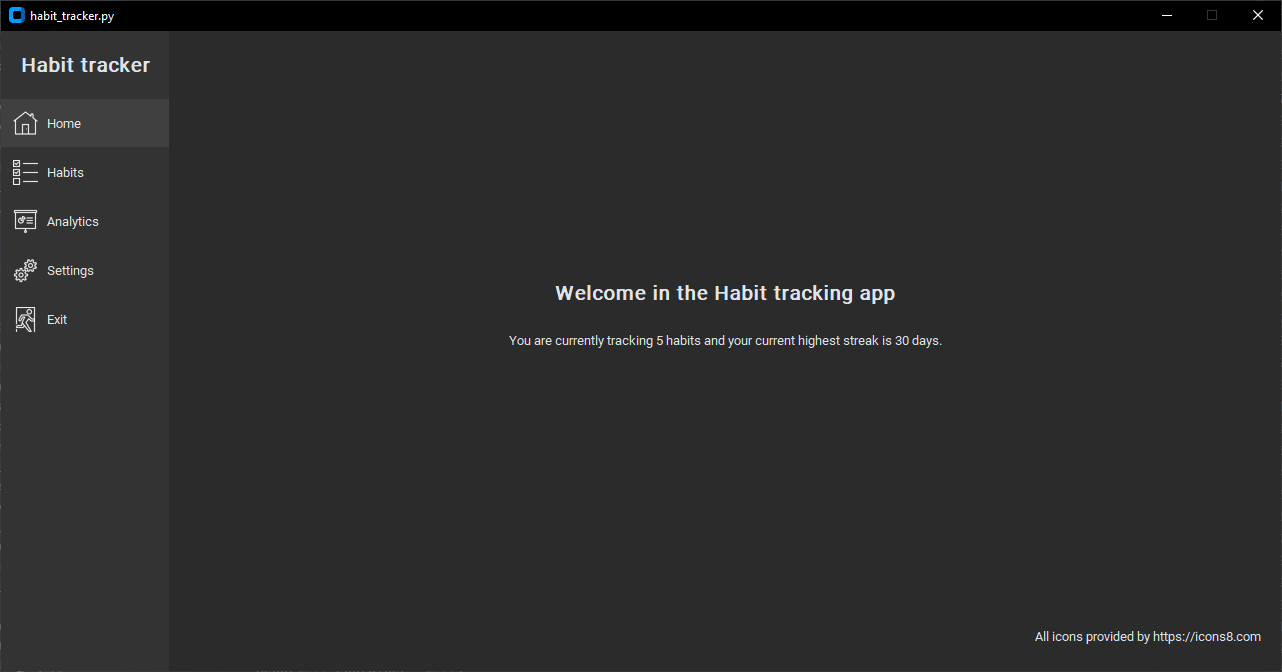 habit_tracker.py
Habit tracker
Home
Habits
Analytics
Settings
Exit
Welcome in the Habit tracking app
You are currently tracking 5 habits and your current highest streak is 30 days.
All icons provided by https://icons8.com